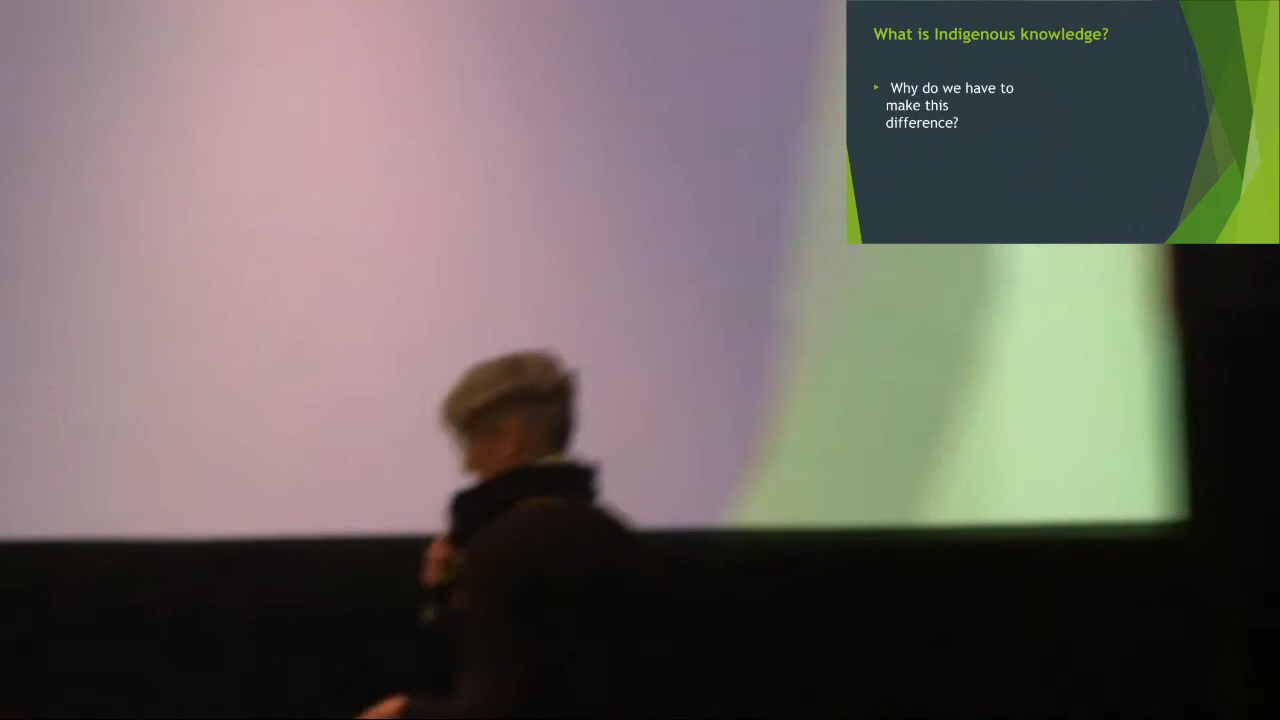 What is Indigenous knowledge?
Why do we have to
make this
difference?